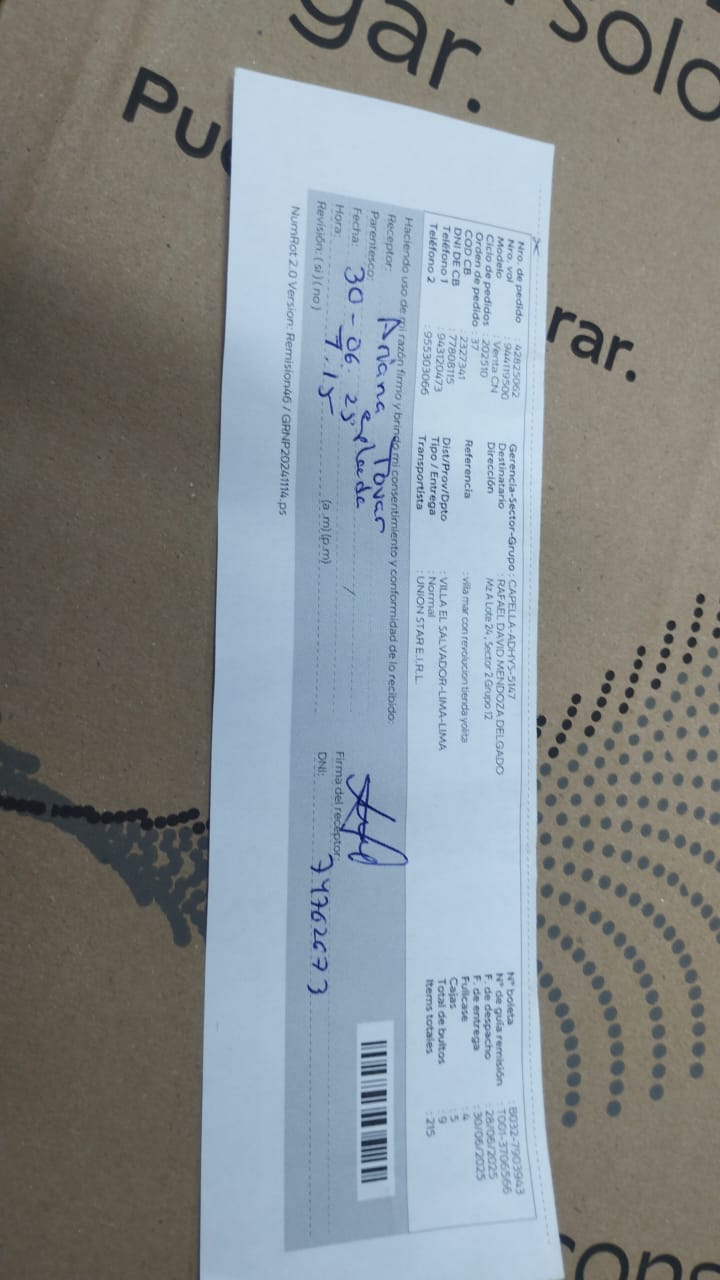 gar.
solo
Pu
rar.
Nro. de pedido 42825062
Nro. vol : 944119500
Modelo : Venta CN
Ciclo de pedidos : 202510
Orden de pedido : 37
COD CB : 2327341
DNI DE CB : 77808115
Teléfono 1 : 943120473
Teléfono 2 : 955303066
Gerencia-Sector-Grupo : CAPELLA-ADHYS-5147
Destinatario : RAFAEL DAVID MENDOZA DELGADO
Dirección Mz A Lote 24 , Sector 2 Grupo 12
Referencia : villa mar con revolucion tienda yolita
Dist/Prov/Dpto : VILLA EL SALVADOR-LIMA-LIMA
Tipo / Entrega : Normal
Transportista : UNION STAR E.I.R.L.
N° boleta : B032-7903943
N° de guía remisión : T001-3706566
F. de despacho : 28/06/2025
F. de entrega : 30/06/2025
Fullcase : 4
Cajas : 5
Total de bultos : 9
Items totales : 215
Haciendo uso de mi razón firmo y brindo mi consentimiento y conformidad de lo recibido:
Receptor: Ariana Tovar
Parentesco:
Fecha: 30-06-25 /
Hora: 7.15 (a.m)(p.m)
Revisión: ( si ) ( no )
Firma del receptor:
DNI: 74762673
NumRot 2.0 Version: Remision46 / GRNP20241114.ps